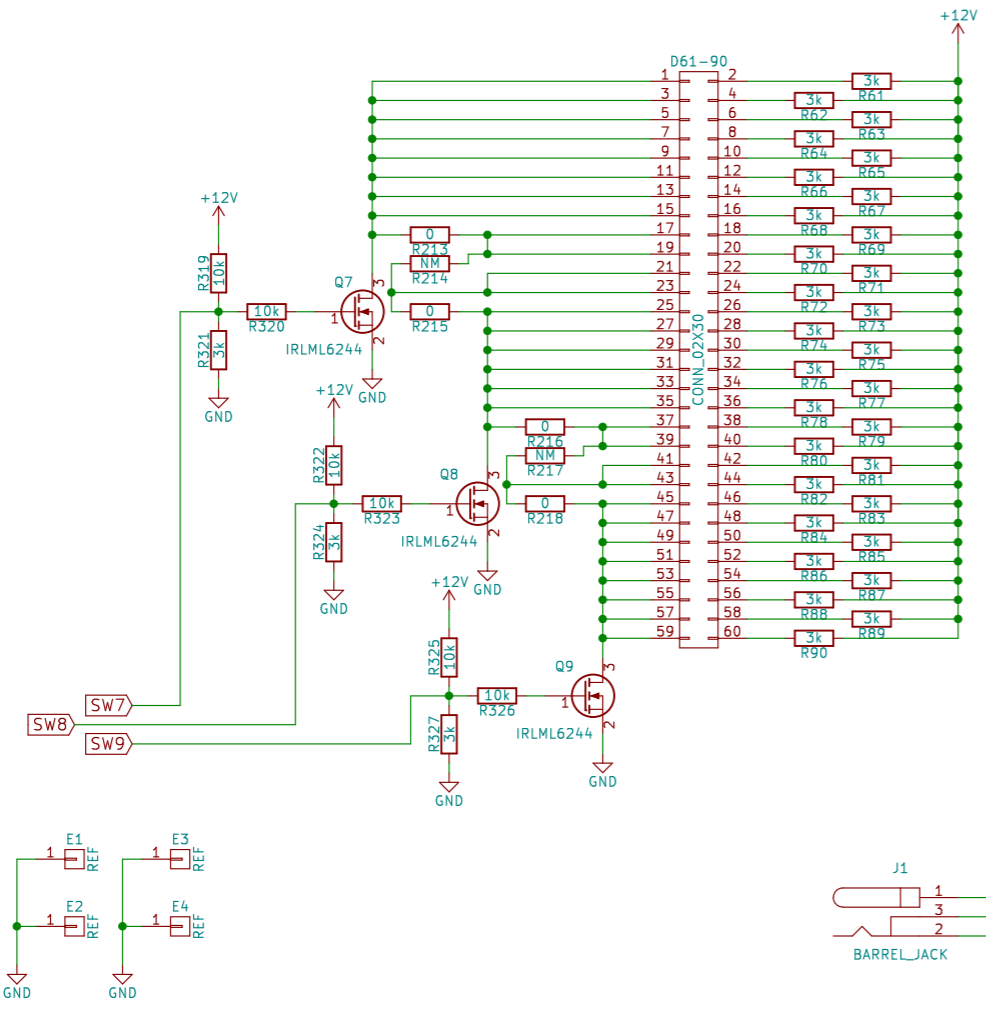 +12V
D61-90
1 2 3k R61
3 4 3k R62
5 6 3k R63
7 8 3k R64
9 10 3k R65
11 12 3k R66
13 14 3k R67
15 16 3k R68
17 18 3k R69
19 20 3k R70
21 22 3k R71
23 24 3k R72
25 26 3k R73
27 28 3k R74
29 30 3k R75
31 32 3k R76
33 34 3k R77
35 36 3k R78
37 38 3k R79
39 40 3k R80
41 42 3k R81
43 44 3k R82
45 46 3k R83
47 48 3k R84
49 50 3k R85
51 52 3k R86
53 54 3k R87
55 56 3k R88
57 58 3k R89
59 60 3k R90
CONN_02X30
+12V
R319 10k
10k
R320
R321 3k
GND
Q7
3
1
2
IRLML6244
GND
0
R213
NM
R214
0
R215
+12V
R322 10k
10k
R323
R324 3k
GND
Q8
3
1
2
IRLML6244
GND
0
R216
NM
R217
0
R218
+12V
R325 10k
10k
R326
R327 3k
GND
Q9
3
1
2
IRLML6244
GND
SW7
SW8
SW9
E1
1
REF
E3
1
REF
E2
1
REF
E4
1
REF
GND
GND
J1
1
3
2
BARREL_JACK